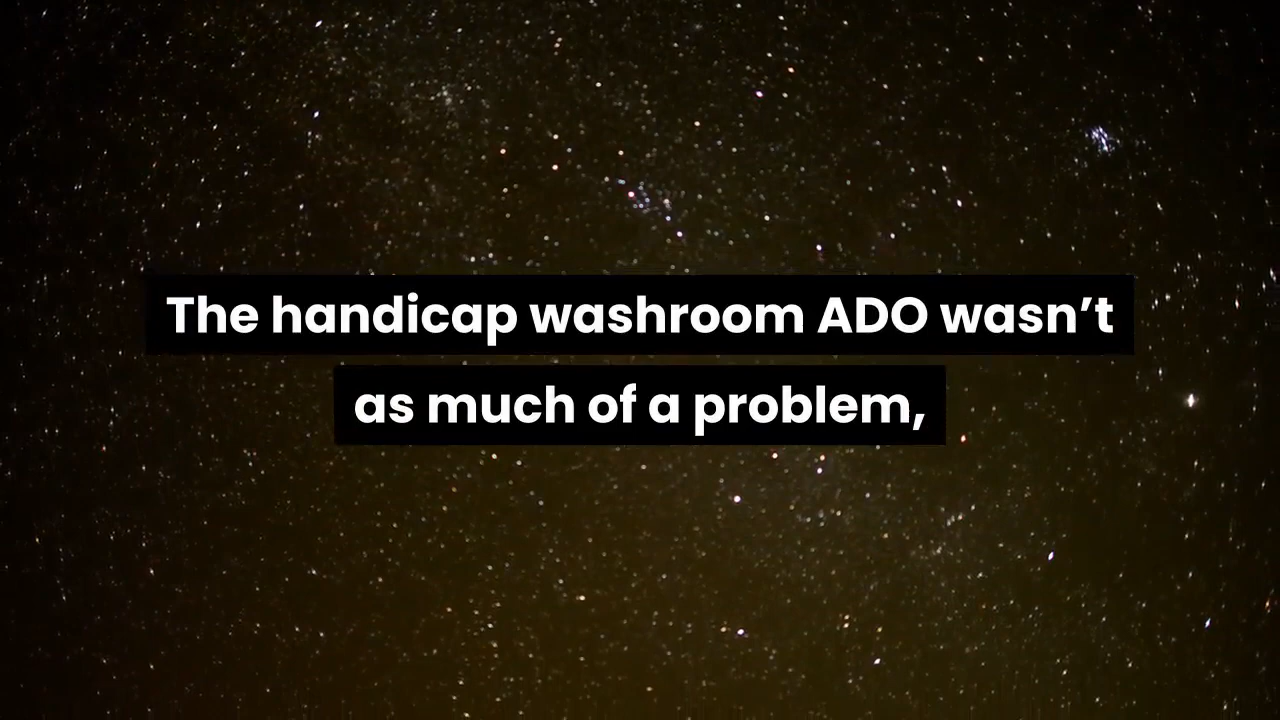 The handicap washroom ADO wasn’t
as much of a problem,